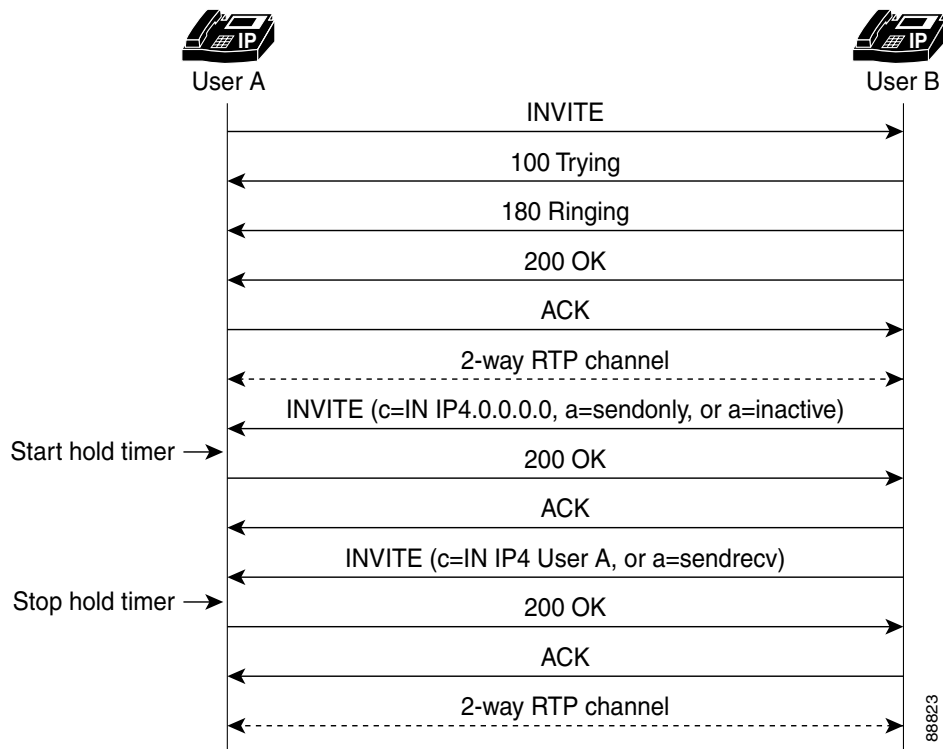 IP
IP
User A
User B
INVITE
100 Trying
180 Ringing
200 OK
ACK
2-way RTP channel
INVITE (c=IN IP4.0.0.0.0, a=sendonly, or a=inactive)
Start hold timer
200 OK
ACK
INVITE (c=IN IP4 User A, or a=sendrecv)
Stop hold timer
200 OK
ACK
2-way RTP channel
88823